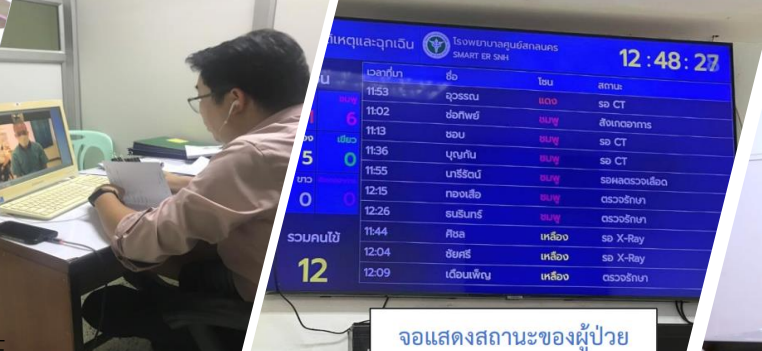 โรงพยาบาลศูนย์สกลนคร
SMART ER SNH
12:48:27
เวลาที่มา ชื่อ โซน สถานะ
11:53 อุวรรณ แดง รอ CT
11:02 ช่อทิพย์ ชมพู สังเกตอาการ
11:13 ชอบ ชมพู รอ CT
11:36 บุญกัน ชมพู รอ CT
11:55 นารีรัตน์ ชมพู รอผลตรวจเลือด
12:15 ทองเสือ ชมพู ตรวจรักษา
12:26 ธนรินทร์ ชมพู ตรวจรักษา
11:44 ศิชล เหลือง รอ X-Ray
12:04 ชัยศรี เหลือง รอ X-Ray
12:09 เดือนเพ็ญ เหลือง ตรวจรักษา
ชมพู
6
เขียว
5 0
ขาว
0 0
รวมคนไข้
12
จอแสดงสถานะของผู้ป่วย